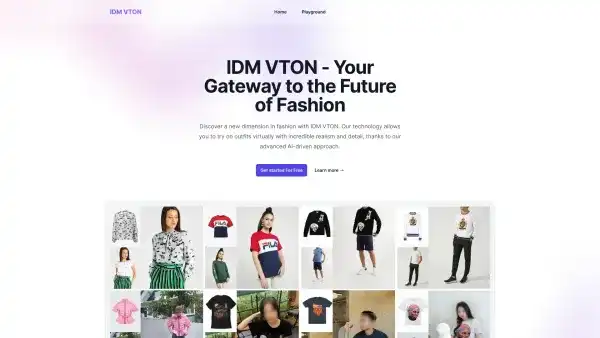 IDM VTON
Home
Playground
IDM VTON - Your
Gateway to the Future
of Fashion
Discover a new dimension in fashion with IDM VTON. Our technology allows
you to try on outfits virtually with incredible realism and detail, thanks to our
advanced AI-driven approach.
Get started For Free
Learn more →
FILA
FILA